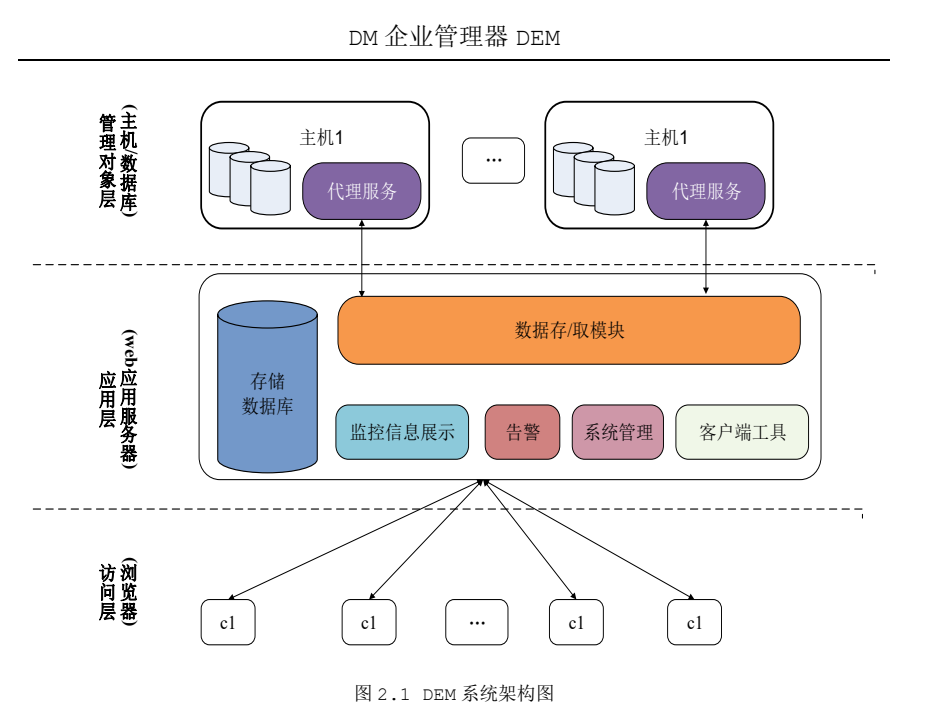 DM 企业管理器 DEM
管理对象层
(主机/数据库)
主机1
代理服务
...
主机1
代理服务
应用层
(web应用服务器)
存储
数据库
数据存/取模块
监控信息展示
告警
系统管理
客户端工具
访问层
(浏览器)
c1
c1
...
c1
c1
图 2.1 DEM 系统架构图